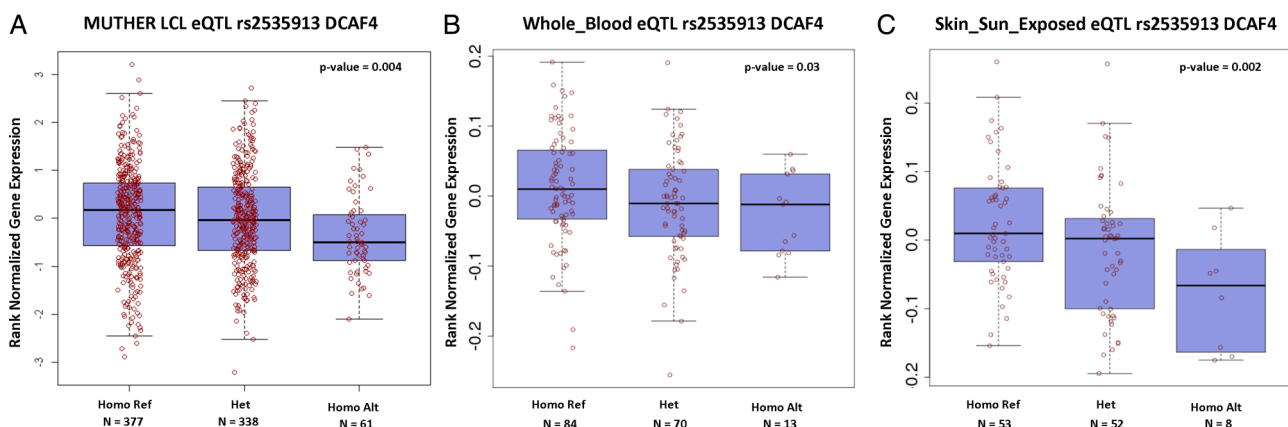 A
MUTHER LCL eQTL rs2535913 DCAF4
p-value = 0.004
Rank Normalized Gene Expression
3
2
1
0
-1
-2
-3
Homo Ref
Het
Homo Alt
N = 377
N = 338
N = 61
B
Whole_Blood eQTL rs2535913 DCAF4
p-value = 0.03
Rank Normalized Gene Expression
0.2
0.1
0.0
-0.1
-0.2
Homo Ref
Het
Homo Alt
N = 84
N = 70
N = 13
C
Skin_Sun_Exposed eQTL rs2535913 DCAF4
p-value = 0.002
Rank Normalized Gene Expression
0.2
0.1
0.0
-0.1
-0.2
Homo Ref
Het
Homo Alt
N = 53
N = 52
N = 8